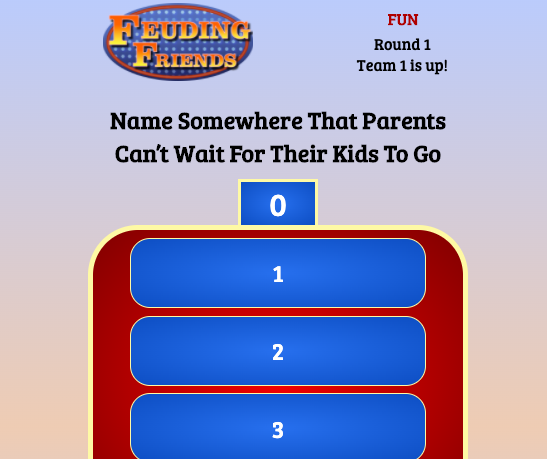 FEUDING
FRIENDS
FUN
Round 1
Team 1 is up!
Name Somewhere That Parents
Can’t Wait For Their Kids To Go
0
1
2
3